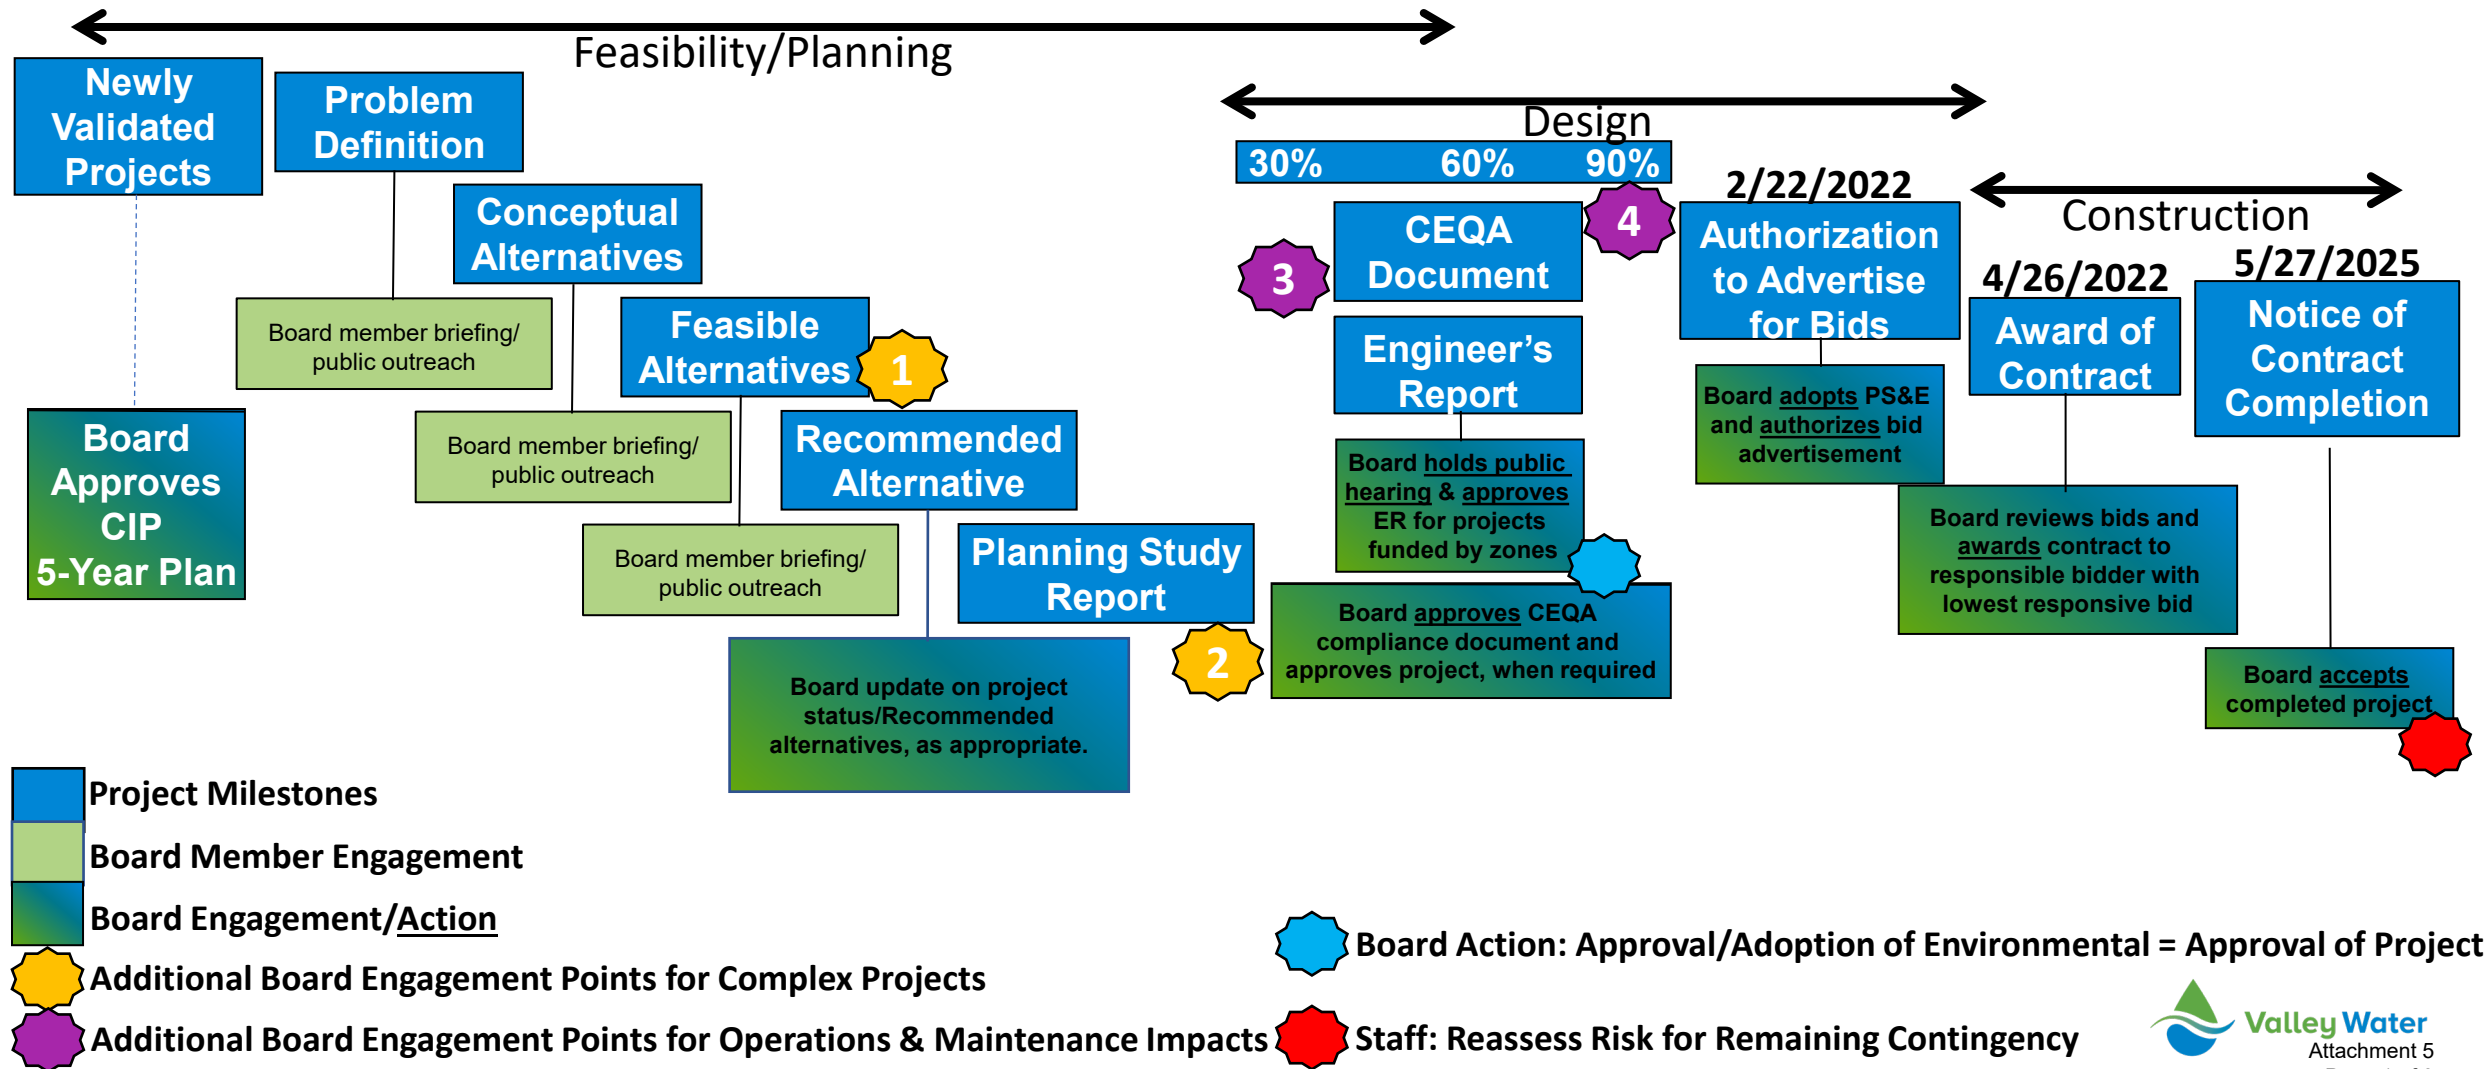 Feasibility/Planning
Newly
Validated
Projects
Problem
Definition
Conceptual
Alternatives
Feasible
Alternatives
1
Recommended
Alternative
Planning Study
Report
2
Board
Approves
CIP
5-Year Plan
Board member briefing/
public outreach
Board member briefing/
public outreach
Board member briefing/
public outreach
Board update on project
status/Recommended
alternatives, as appropriate.
Design
30% 60% 90%
3
4
CEQA
Document
Engineer’s
Report
Board holds public
hearing & approves
ER for projects
funded by zones
Board approves CEQA
compliance document and
approves project, when required
2/22/2022
Authorization
to Advertise
for Bids
Board adopts PS&E
and authorizes bid
advertisement
Construction
4/26/2022
Award of
Contract
Board reviews bids and
awards contract to
responsible bidder with
lowest responsive bid
5/27/2025
Notice of
Contract
Completion
Board accepts
completed project
Project Milestones
Board Member Engagement
Board Engagement/Action
Additional Board Engagement Points for Complex Projects
Additional Board Engagement Points for Operations & Maintenance Impacts
Board Action: Approval/Adoption of Environmental = Approval of Project
Staff: Reassess Risk for Remaining Contingency
Valley Water
Attachment 5